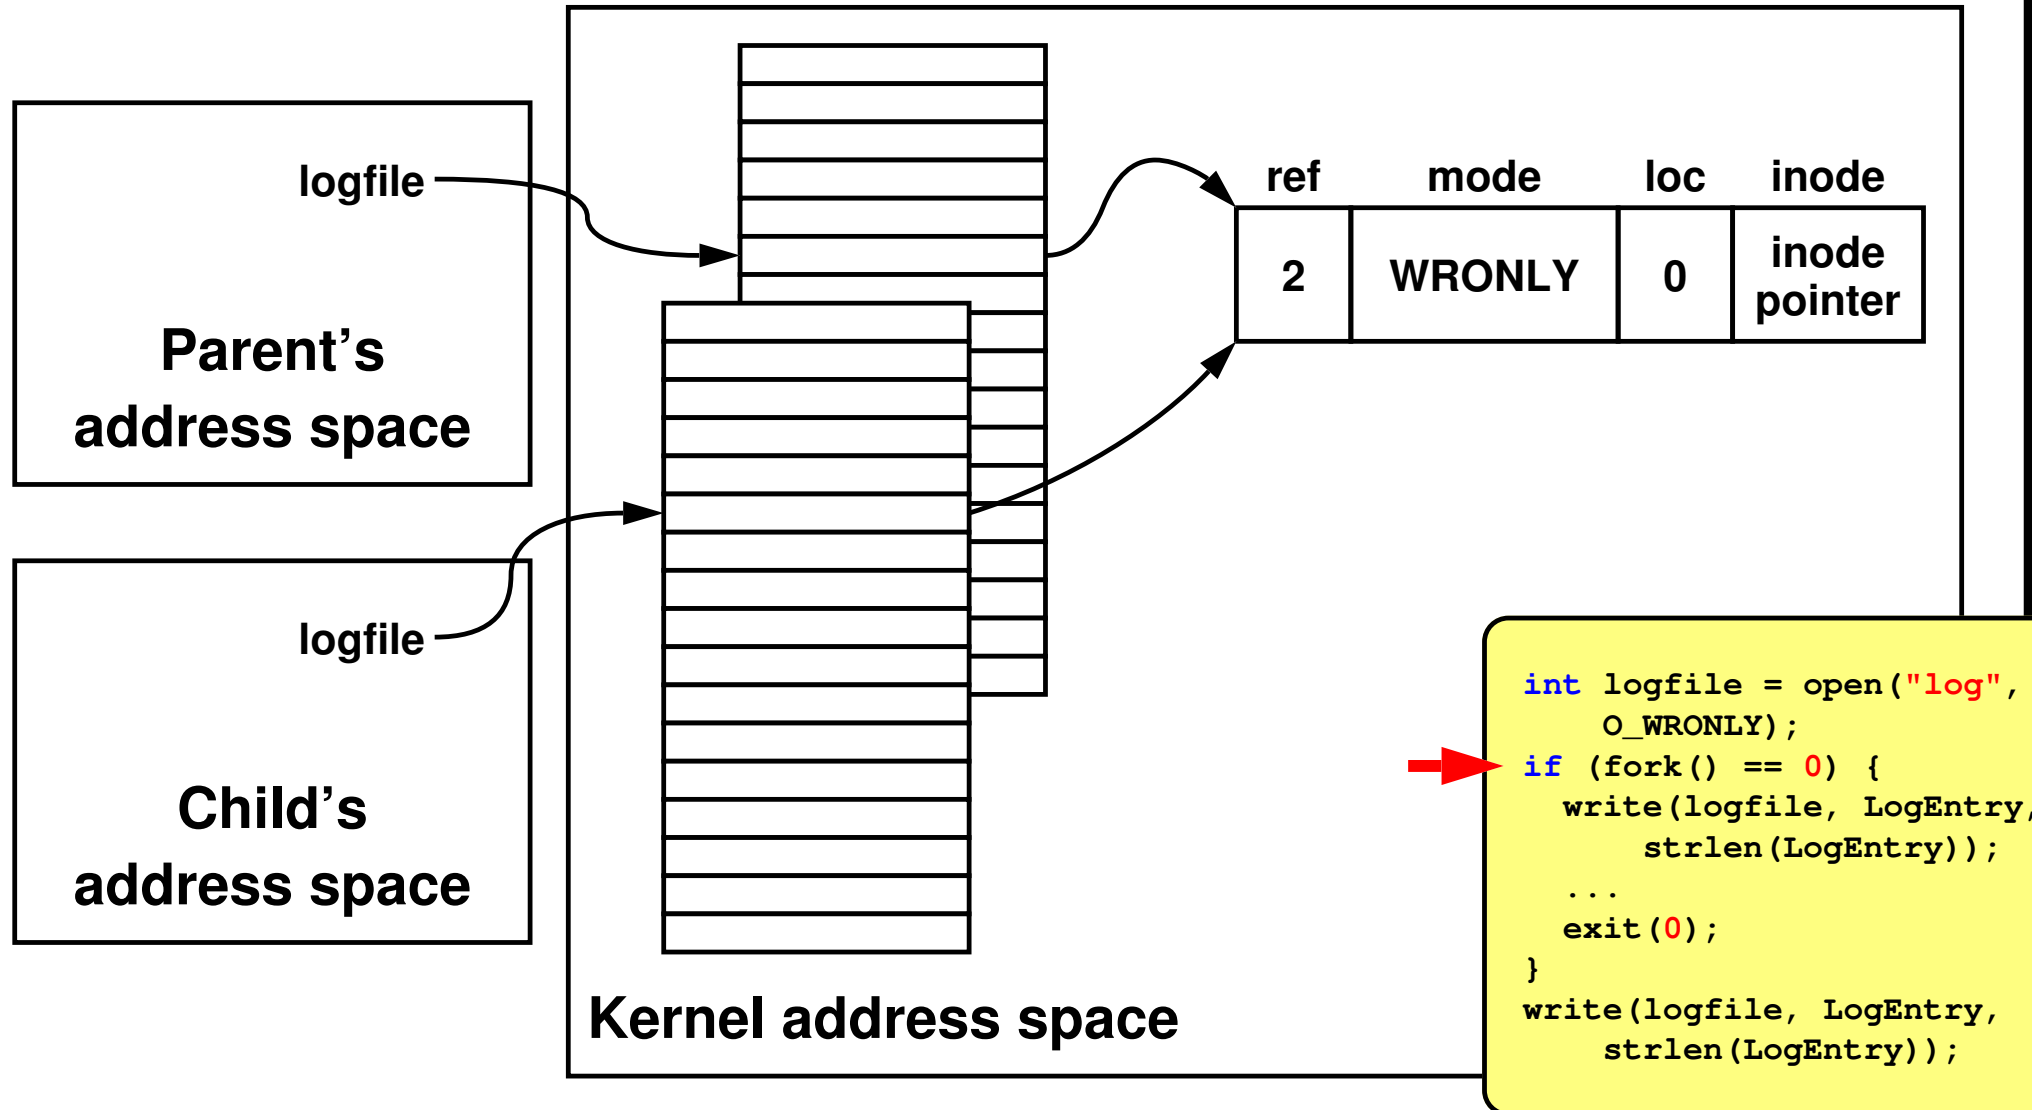 logfile
Parent's
address space
logfile
Child's
address space
ref mode loc inode
2 WRONLY 0 inode
pointer
Kernel address space
int logfile = open("log",
O_WRONLY);
if (fork() == 0) {
write(logfile, LogEntry,
strlen(LogEntry));
...
exit(0);
}
write(logfile, LogEntry,
strlen(LogEntry));